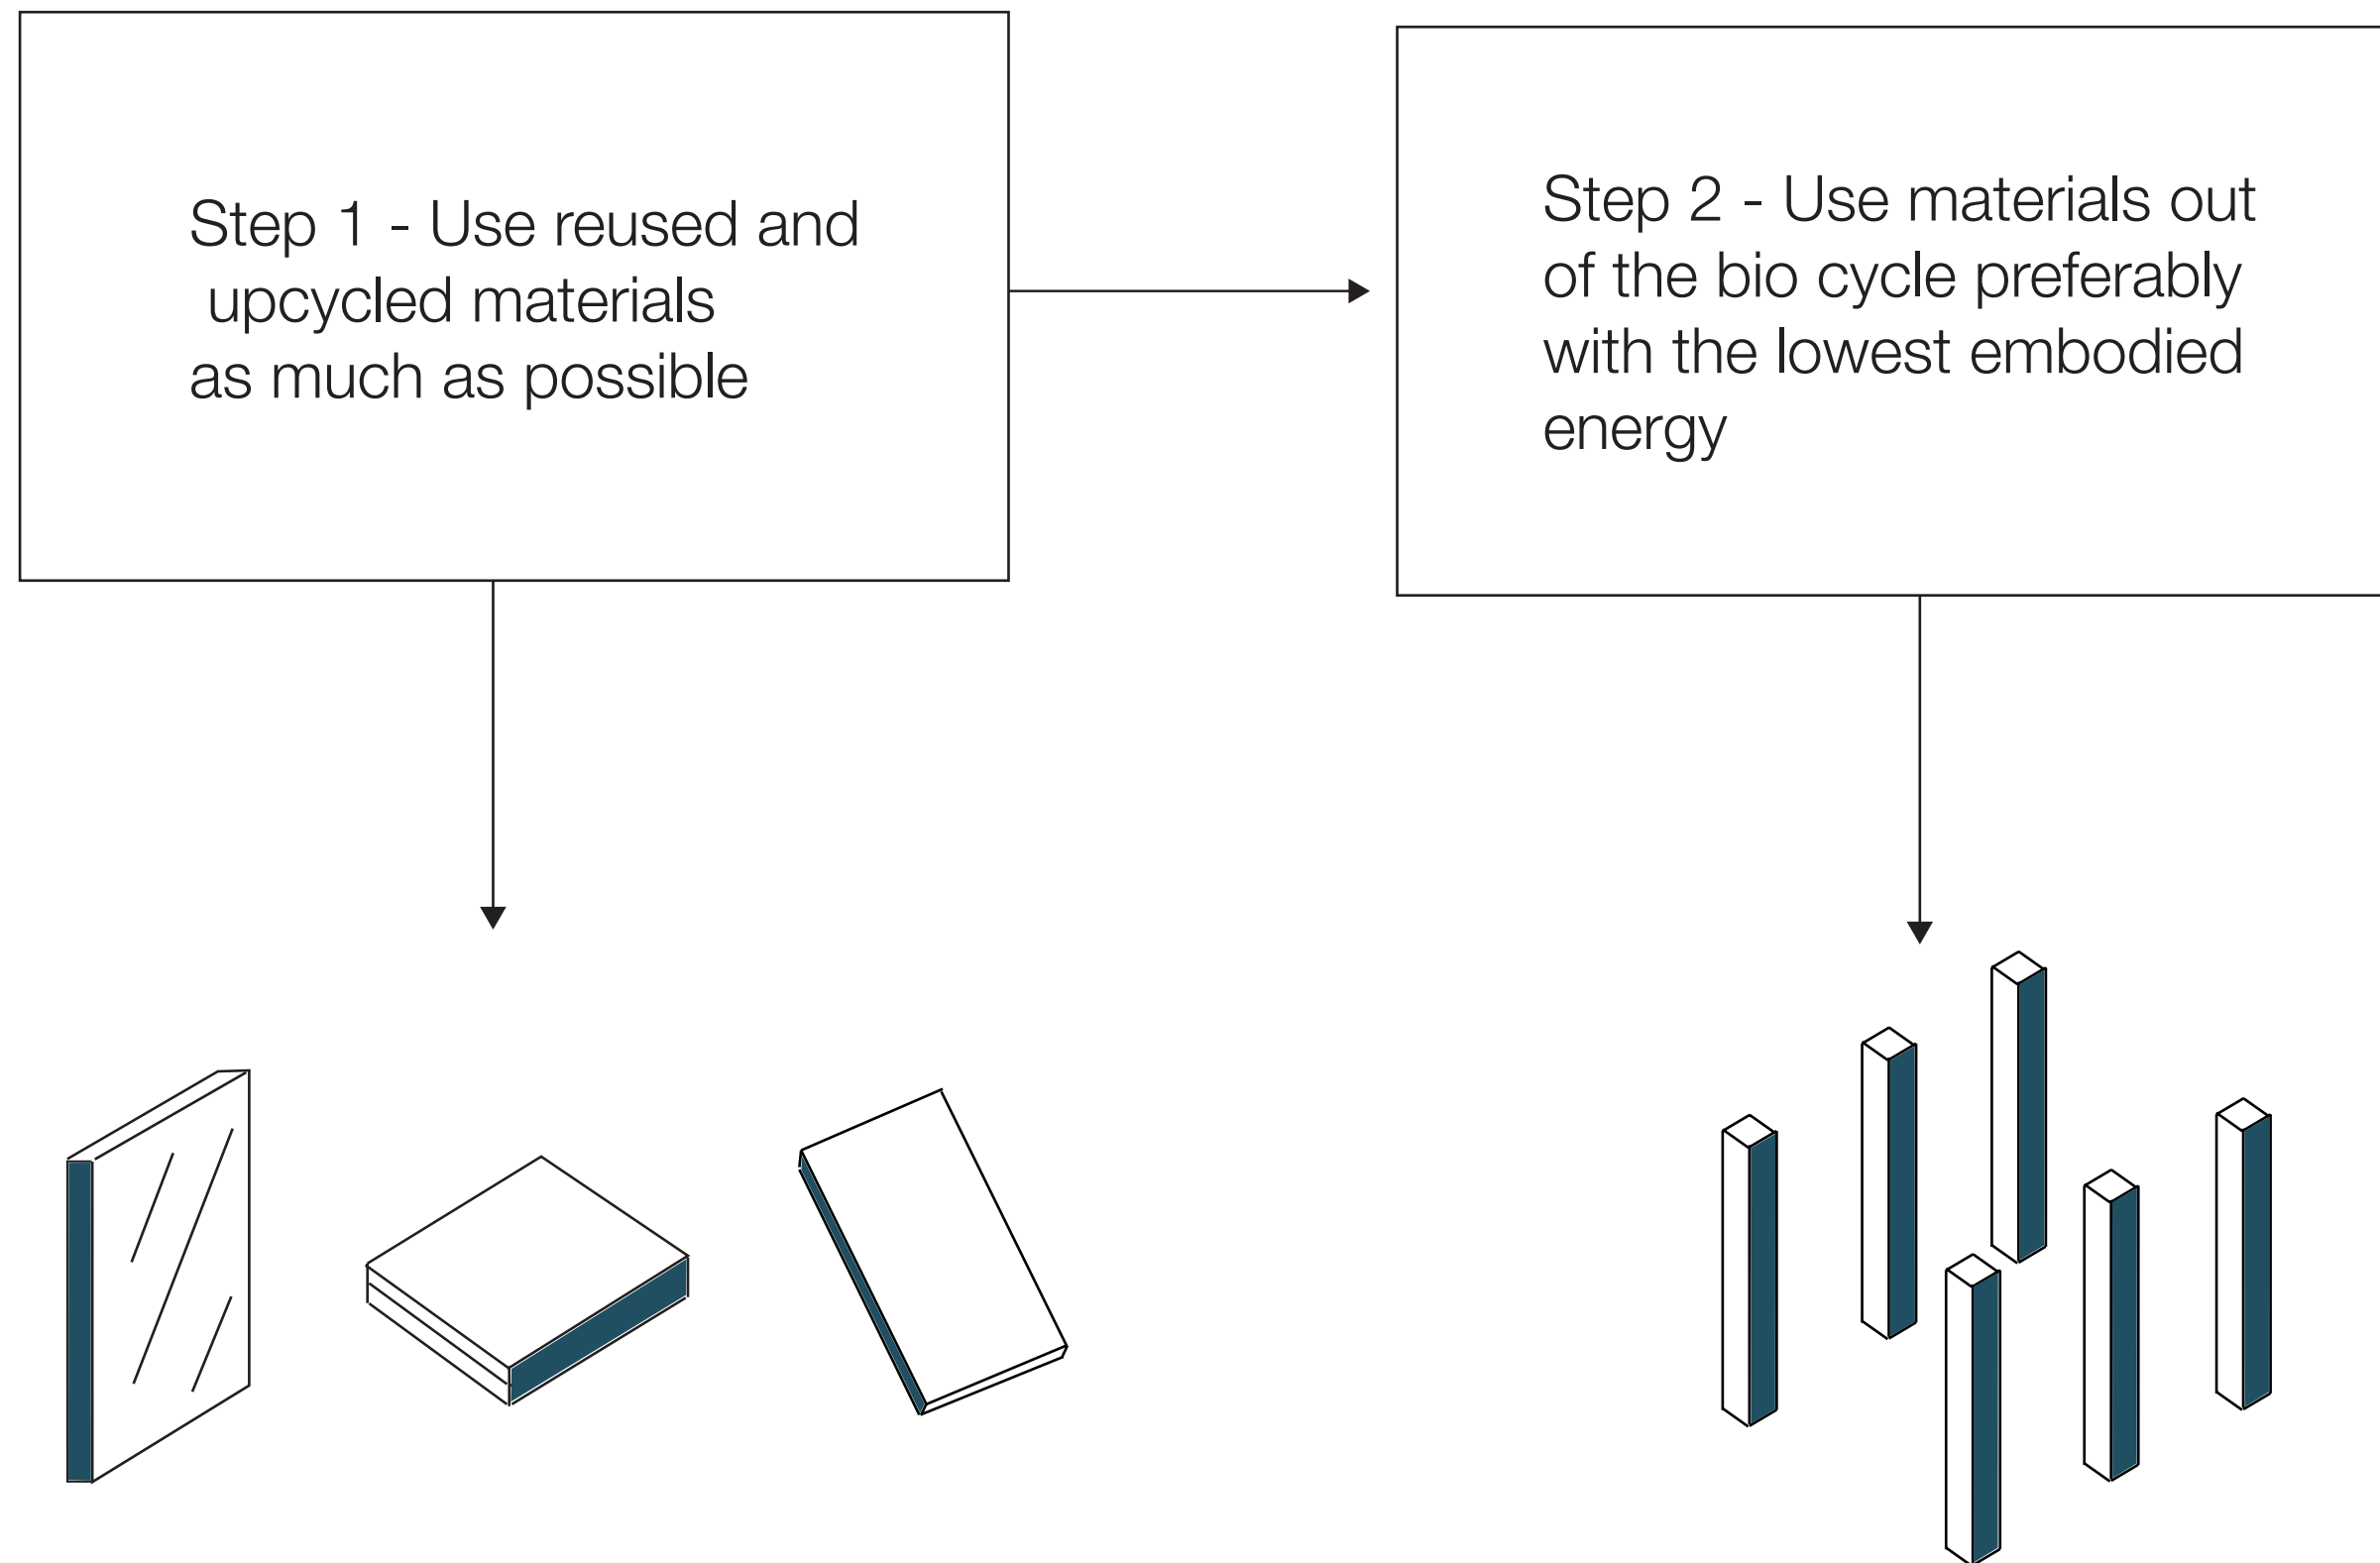 Step 1 - Use reused and
upcycled materials
as much as possible
Step 2 - Use materials out
of the bio cycle preferably
with the lowest embodied
energy